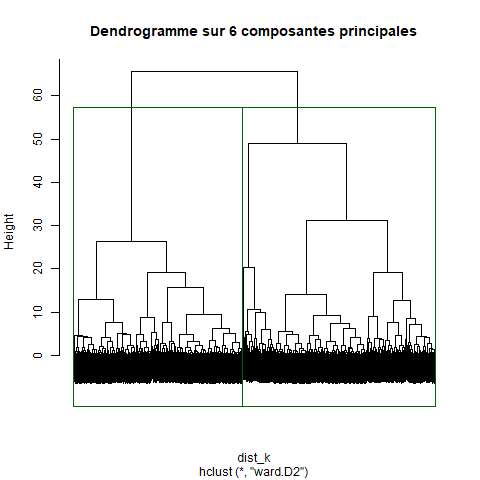 Dendrogramme sur 6 composantes principales
Height
60
50
40
30
20
10
0
dist_k
hclust (*, "ward.D2")